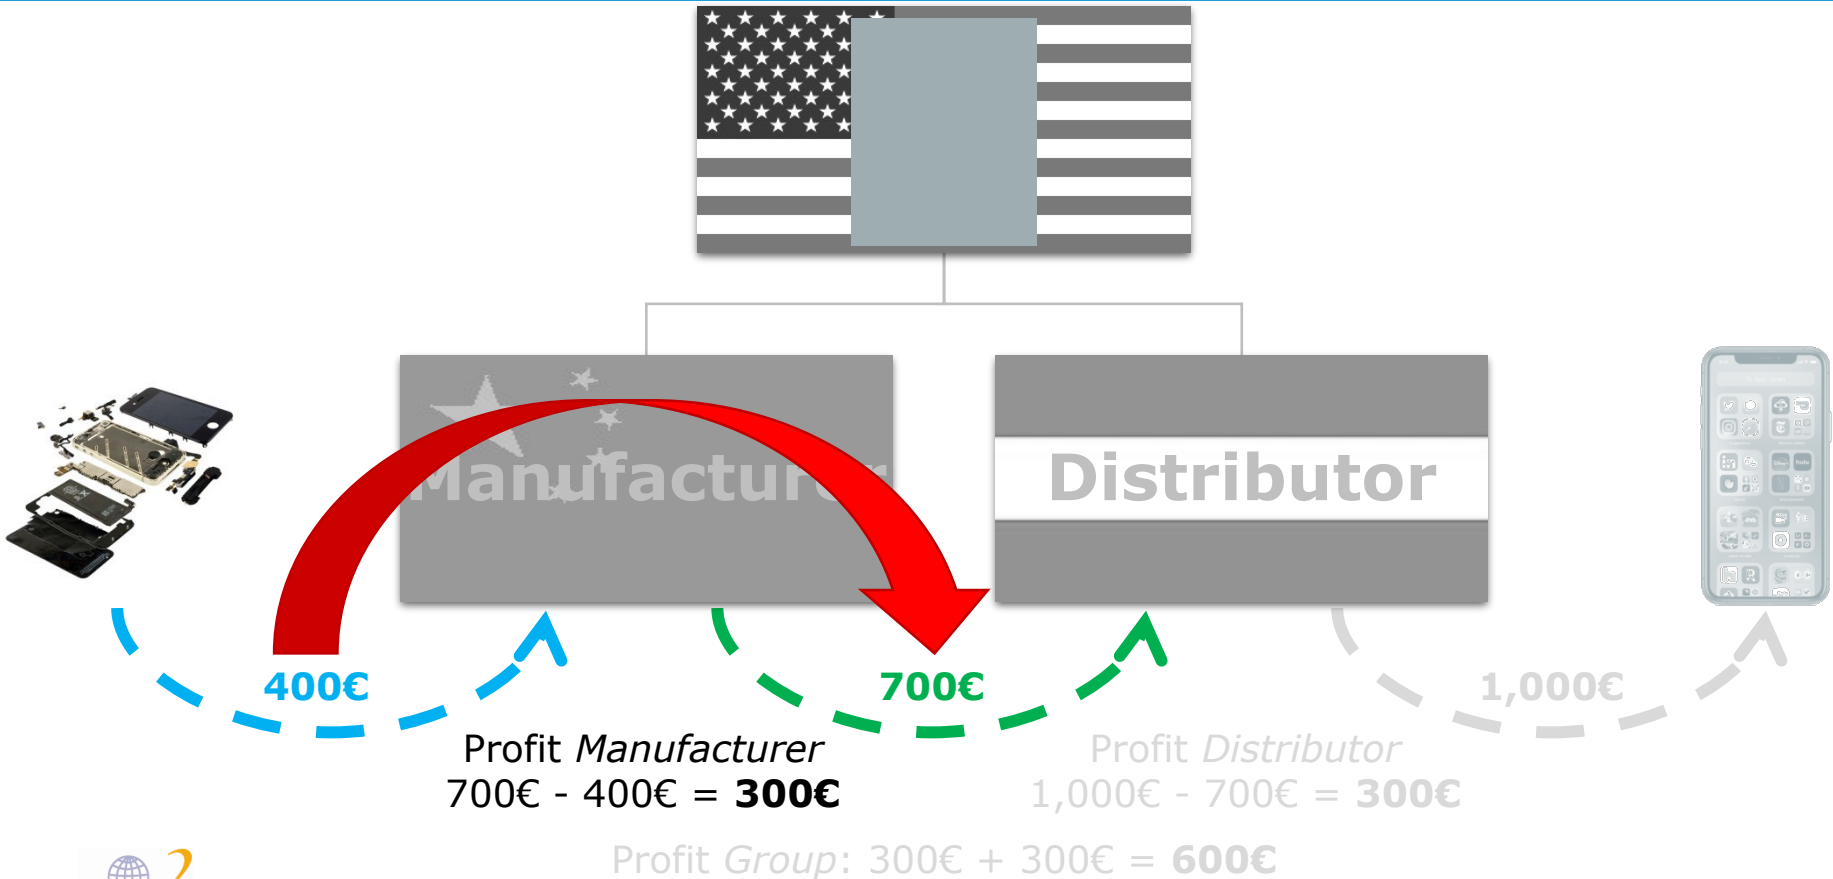 Manufacturer
Distributor
400€
700€
1,000€
Profit Manufacturer
700€ - 400€ = 300€
Profit Distributor
1,000€ - 700€ = 300€
Profit Group: 300€ + 300€ = 600€